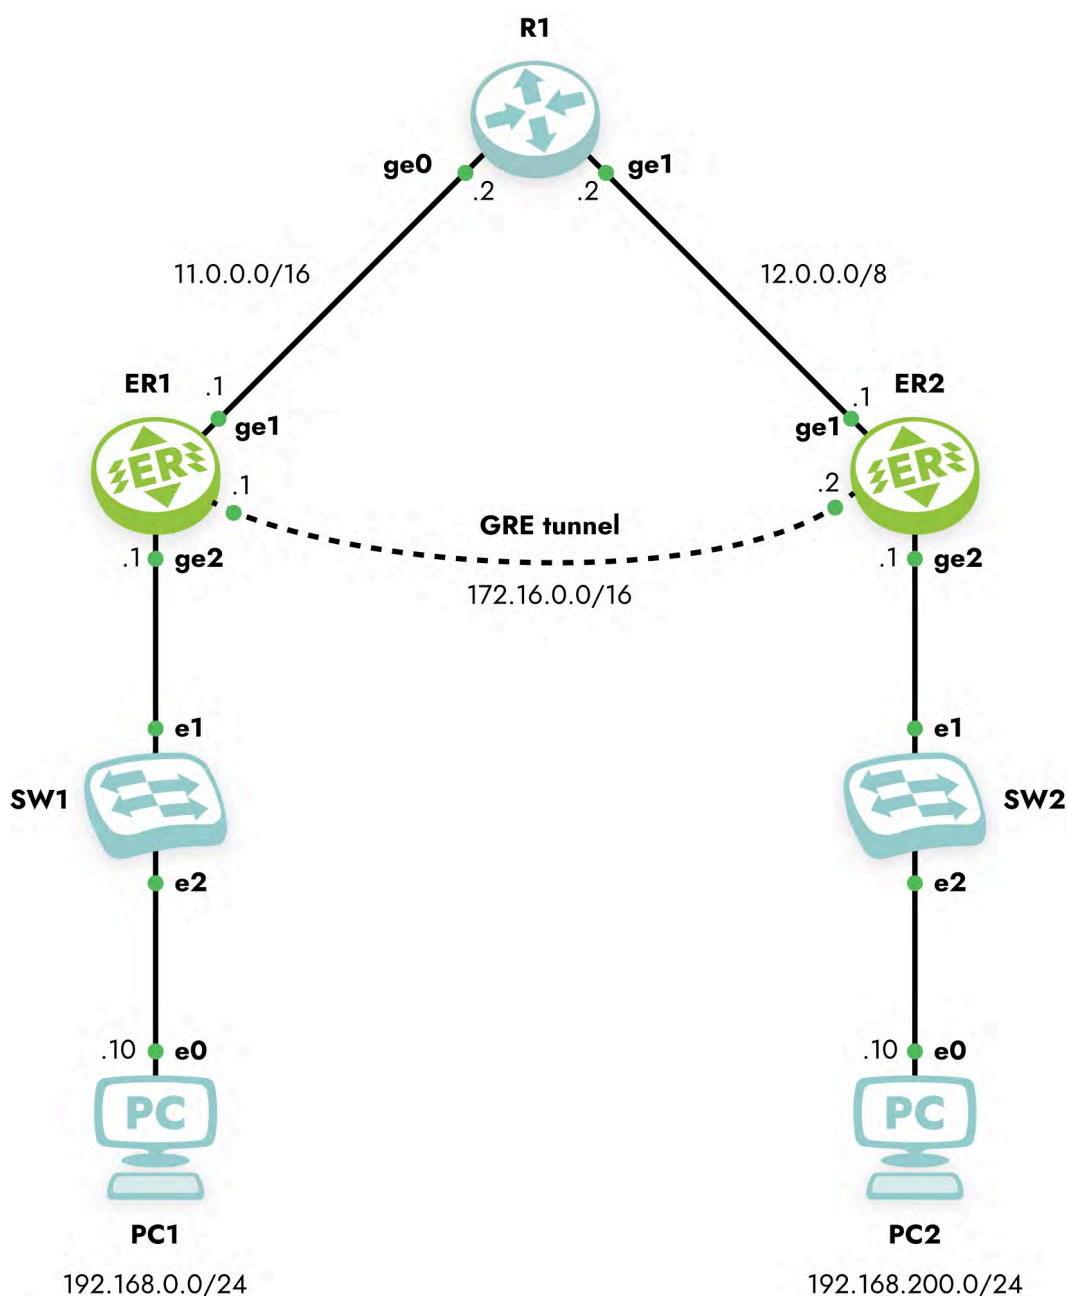 R1
ge0
ge1
.2
.2
11.0.0.0/16
12.0.0.0/8
ER1
ER2
.1
.1
ge1
ge1
ER
ER
.1
.2
GRE tunnel
.1
ge2
.1
ge2
172.16.0.0/16
e1
e1
SW1
SW2
e2
e2
.10
e0
.10
e0
PC
PC
PC1
PC2
192.168.0.0/24
192.168.200.0/24